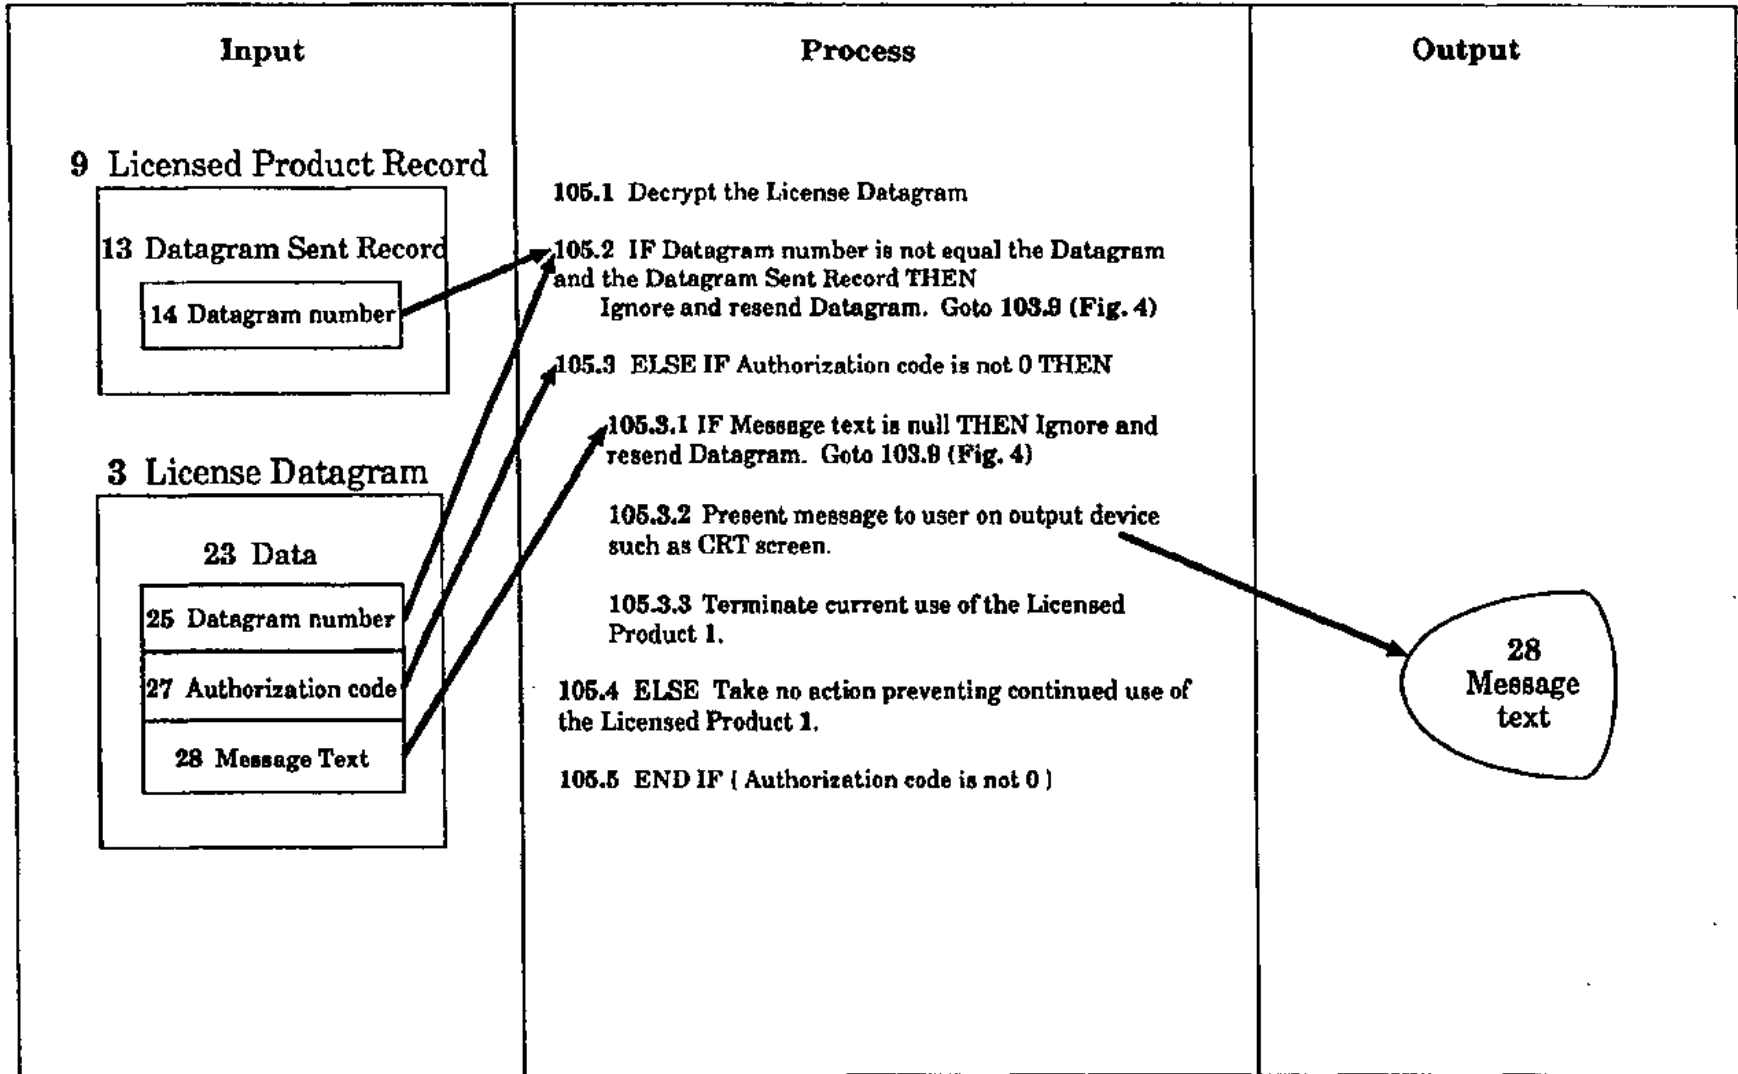 Input
Process
Output
9 Licensed Product Record
13 Datagram Sent Record
14 Datagram number
3 License Datagram
23 Data
25 Datagram number
27 Authorization code
28 Message Text
105.1 Decrypt the License Datagram
105.2 IF Datagram number is not equal the Datagram
and the Datagram Sent Record THEN
Ignore and resend Datagram. Goto 103.9 (Fig. 4)
105.3 ELSE IF Authorization code is not 0 THEN
105.3.1 IF Message text is null THEN Ignore and
resend Datagram. Goto 103.9 (Fig. 4)
105.3.2 Present message to user on output device
such as CRT screen.
105.3.3 Terminate current use of the Licensed
Product 1.
105.4 ELSE Take no action preventing continued use of
the Licensed Product 1.
105.5 END IF ( Authorization code is not 0 )
28
Message
text